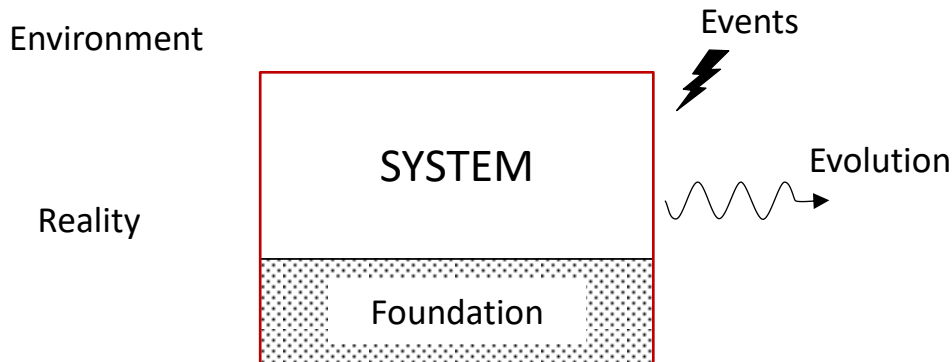 Environment
Events
SYSTEM
Evolution
Reality
Foundation